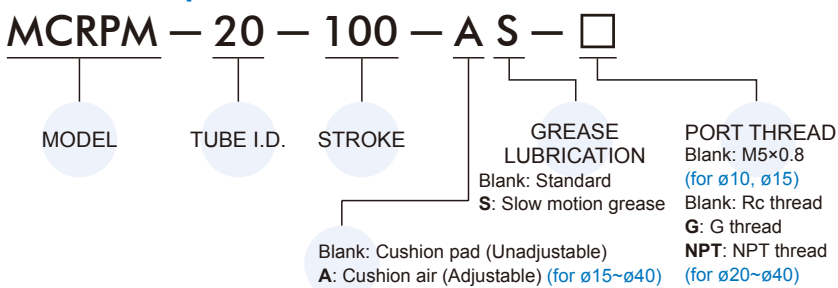 MCRPM – 20 – 100 – A S – □
MODEL
TUBE I.D.
STROKE
GREASE
LUBRICATION
Blank: Standard
S: Slow motion grease
PORT THREAD
Blank: M5×0.8
(for ø10, ø15)
Blank: Rc thread
G: G thread
NPT: NPT thread
(for ø20~ø40)
Blank: Cushion pad (Unadjustable)
A: Cushion air (Adjustable) (for ø15~ø40)